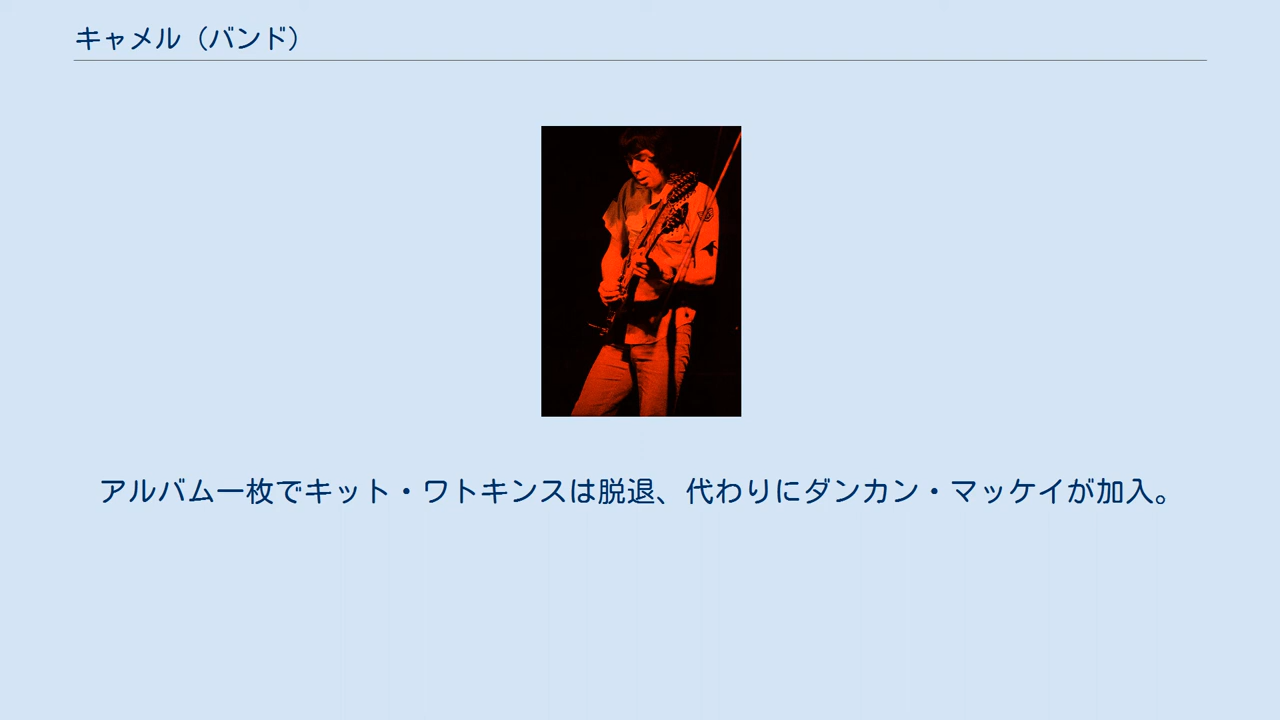 キャメル（バンド）
アルバム一枚でキット・ワトキンスは脱退、代わりにダンカン・マッケイが加入。